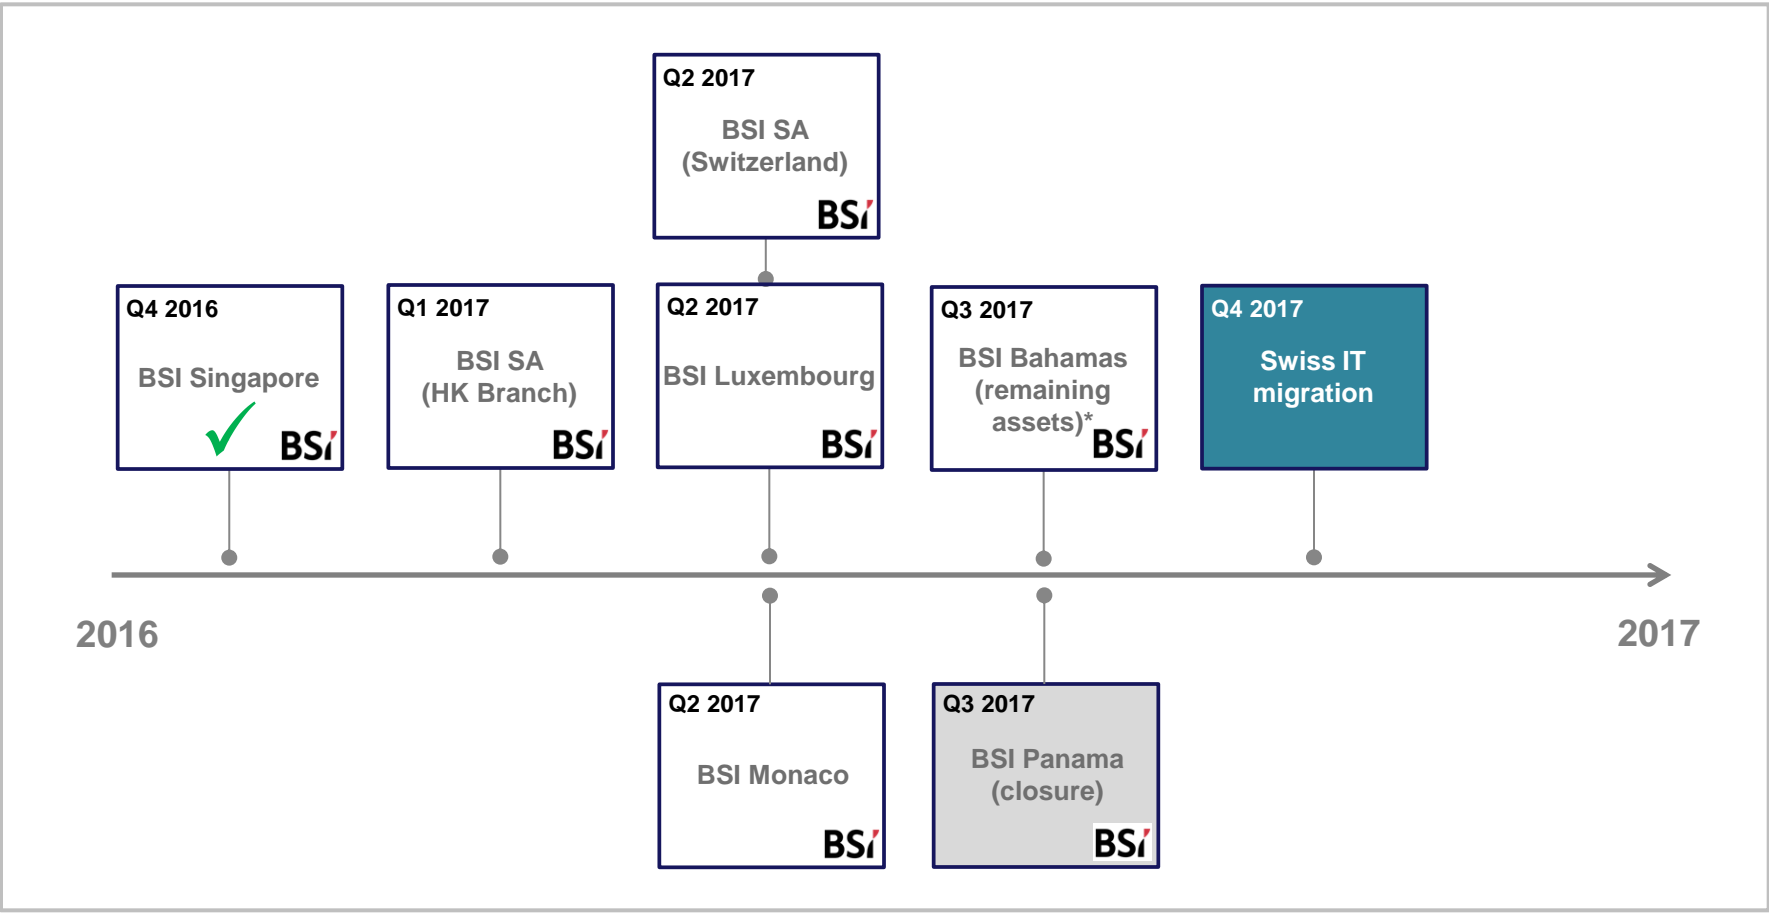 Q2 2017
BSI SA
(Switzerland)
BSI
Q4 2016
BSI Singapore
BSI
Q1 2017
BSI SA
(HK Branch)
BSI
Q2 2017
BSI Luxembourg
BSI
Q3 2017
BSI Bahamas
(remaining
assets)*
BSI
Q4 2017
Swiss IT
migration
2016
2017
Q2 2017
BSI Monaco
BSI
Q3 2017
BSI Panama
(closure)
BSI